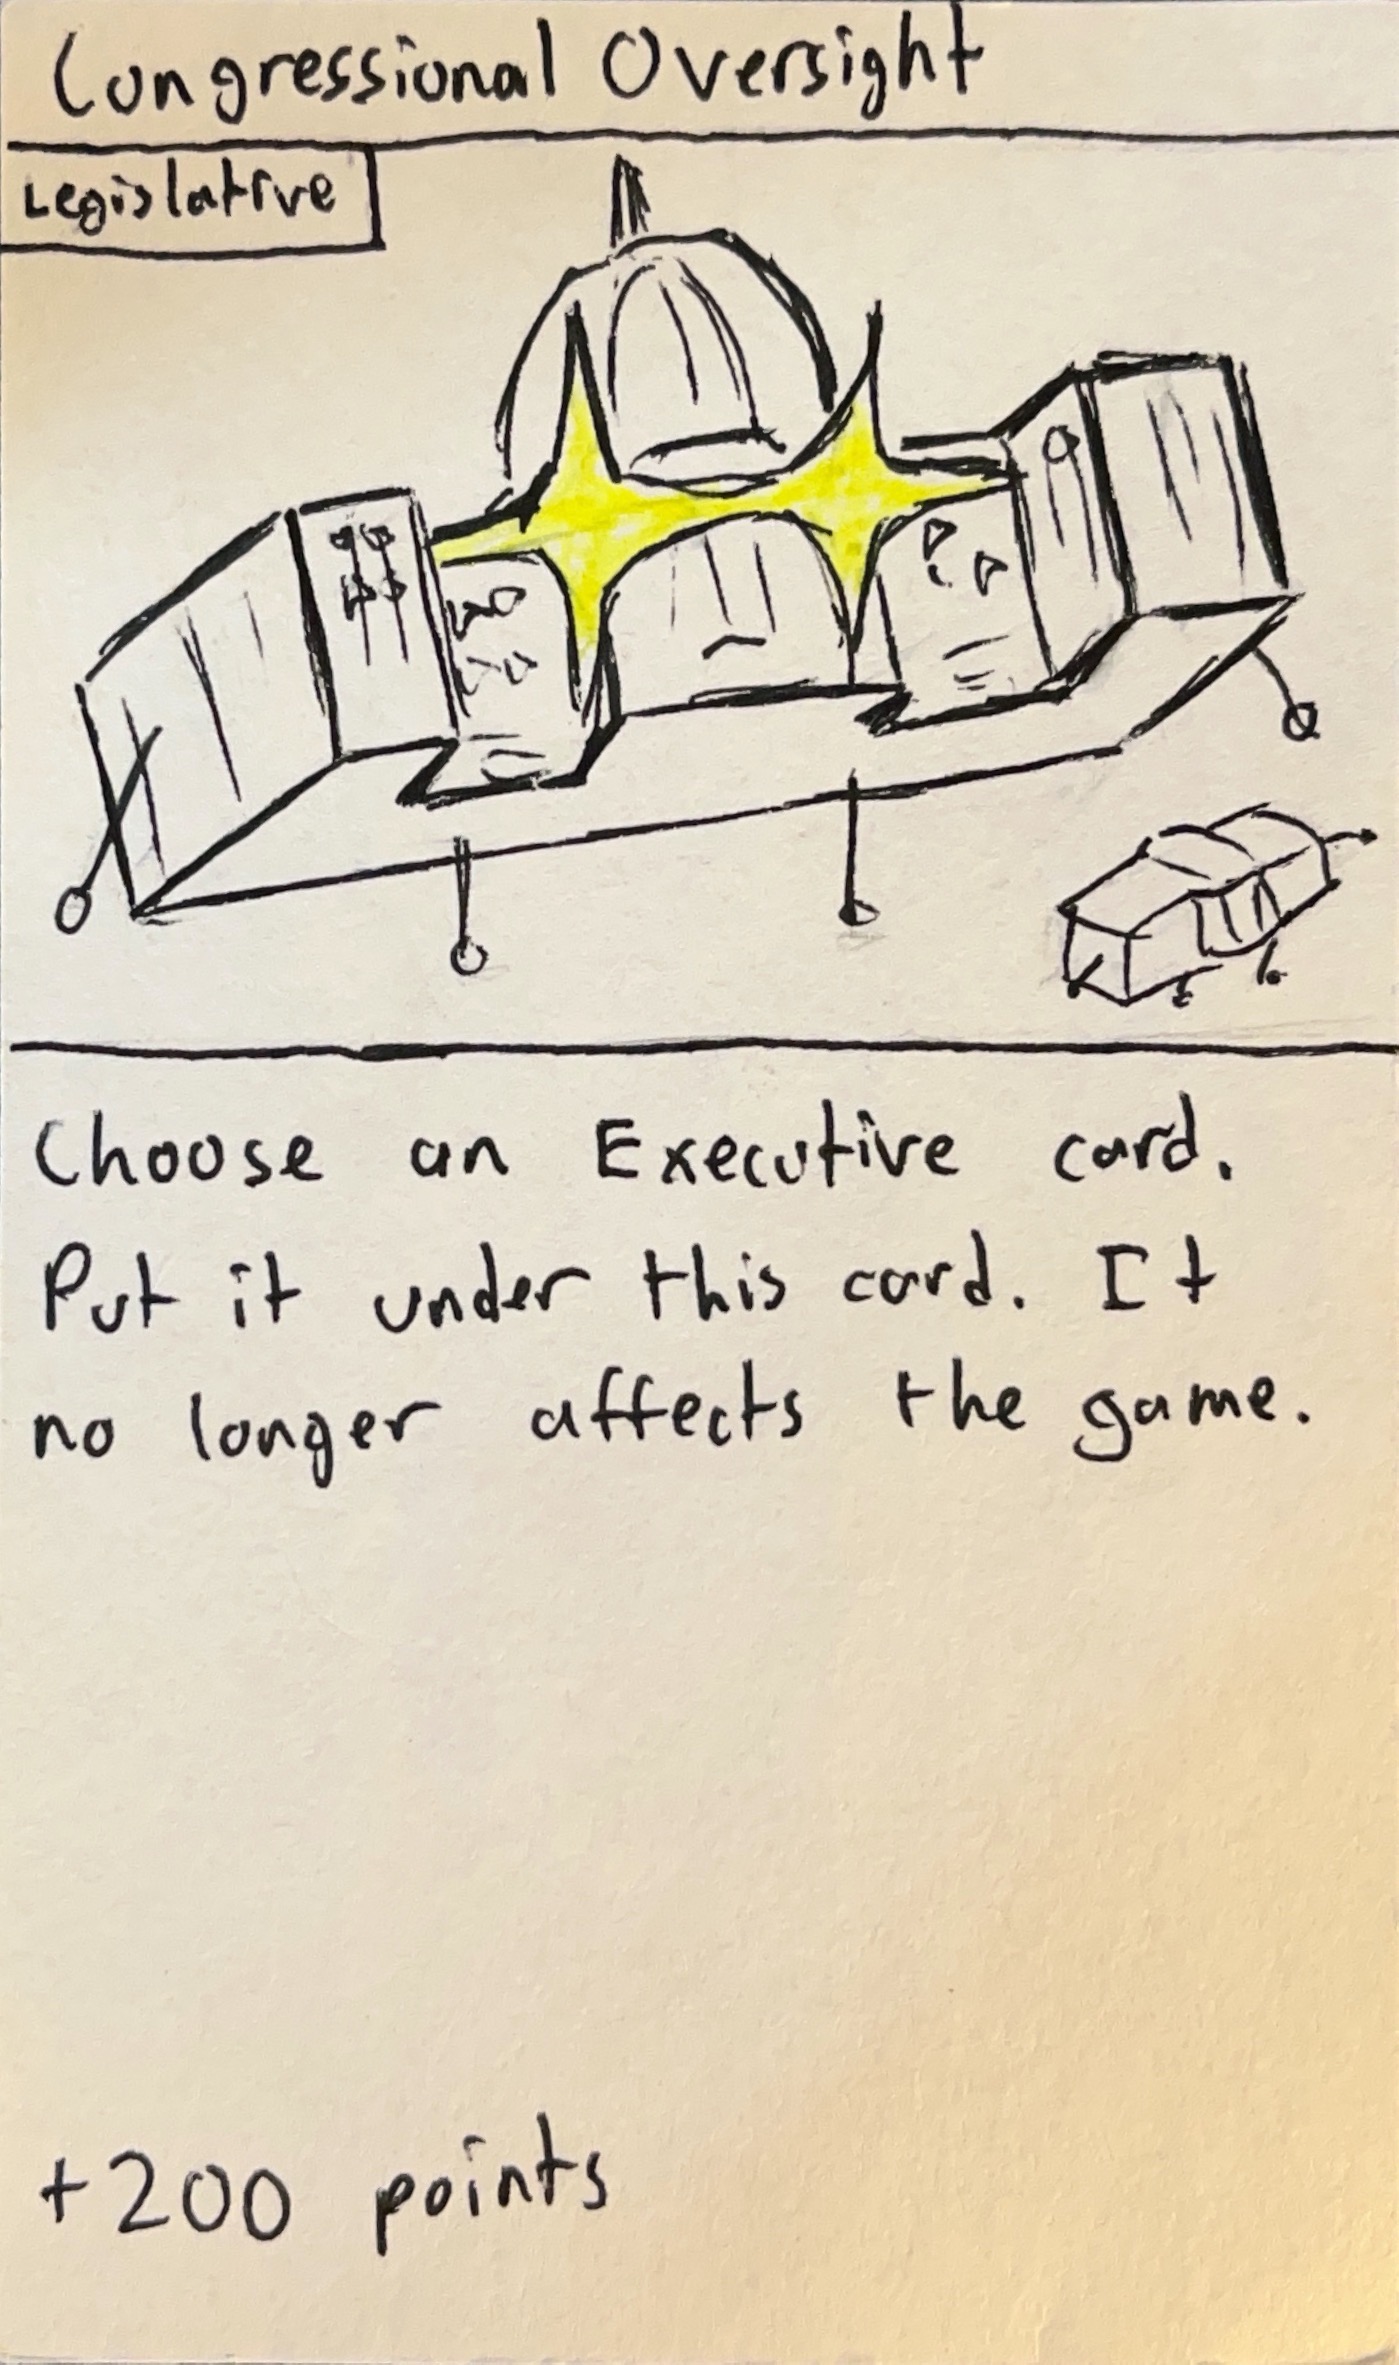 Congressional Oversight
Legislative
Choose an Executive card.
Put it under this card. It
no longer affects the game.
+200 points